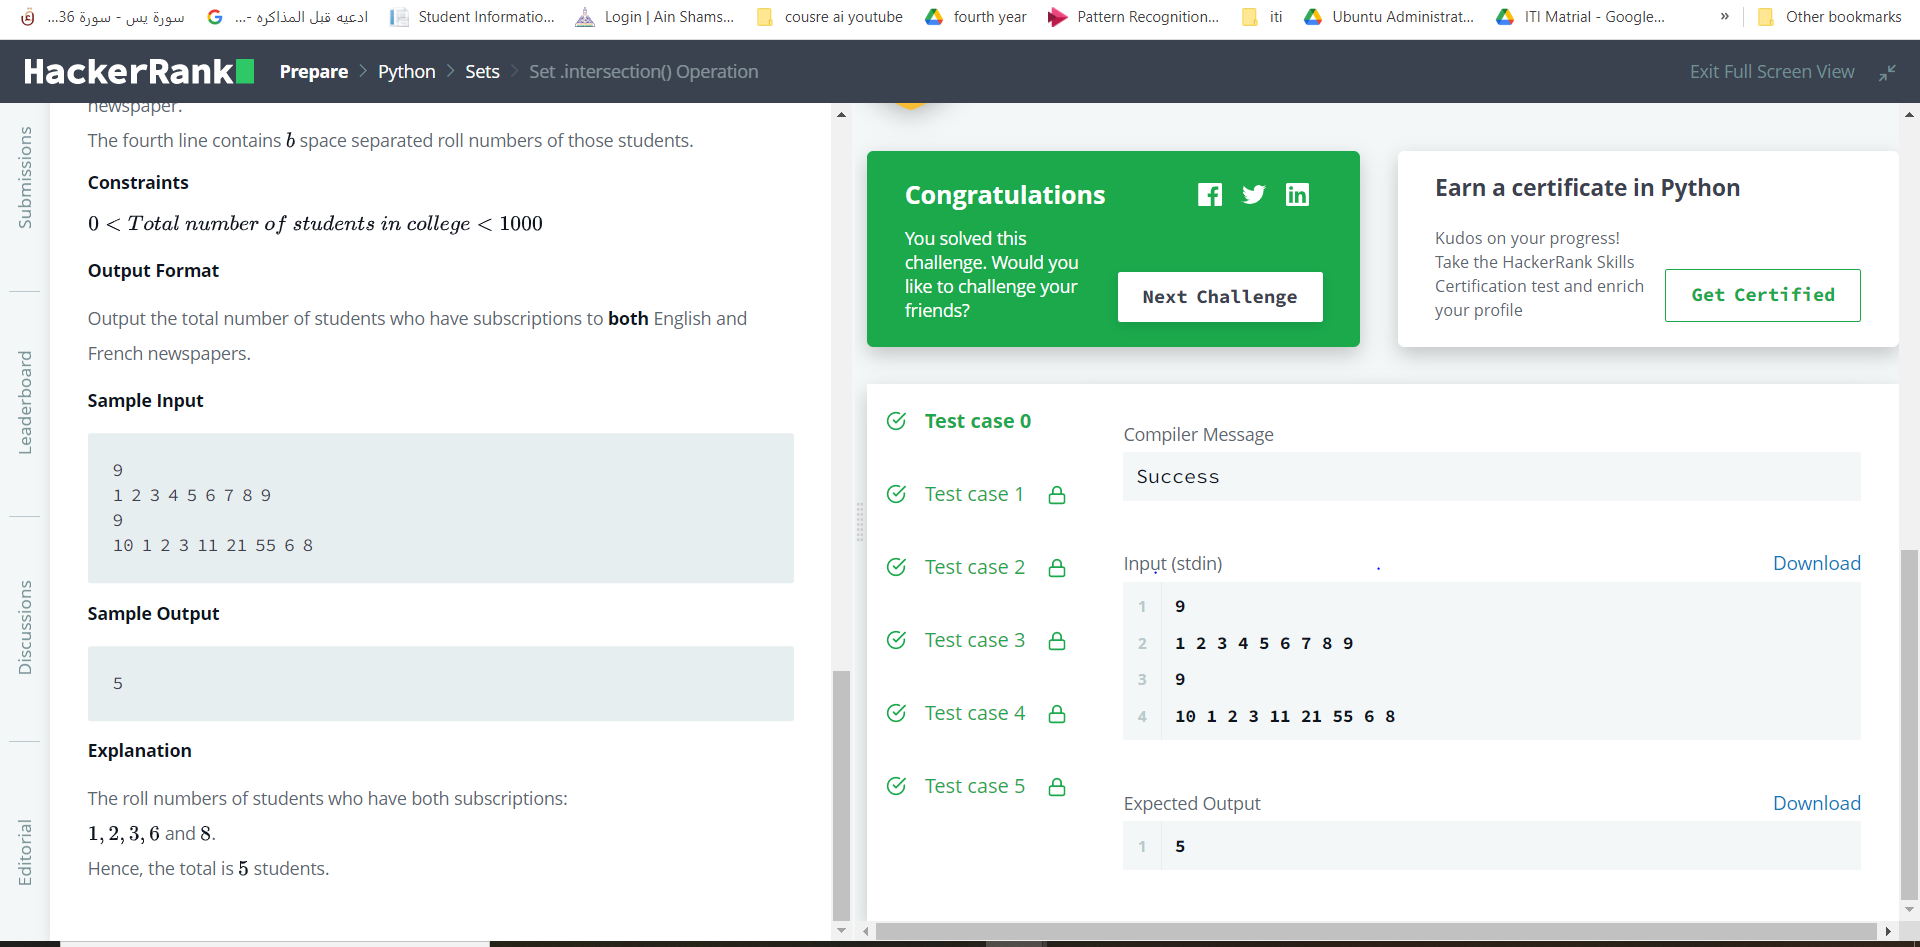 ...سورة يس - سورة 36
...- ادعيه قبل المذاكره
Student Informatio...
Login | Ain Shams...
cousre ai youtube
fourth year
Pattern Recognition...
iti
Ubuntu Administrat...
ITI Matrial - Google...
»
Other bookmarks
HackerRank
Prepare > Python > Sets > Set .intersection() Operation
Exit Full Screen View
Submissions
Leaderboard
Discussions
Editorial
newspaper.
The fourth line contains b space separated roll numbers of those students.
Constraints
0 < Total number of students in college < 1000
Output Format
Output the total number of students who have subscriptions to both English and
French newspapers.
Sample Input
9
1 2 3 4 5 6 7 8 9
9
10 1 2 3 11 21 55 6 8
Sample Output
5
Explanation
The roll numbers of students who have both subscriptions:
1, 2, 3, 6 and 8.
Hence, the total is 5 students.
Congratulations
You solved this
challenge. Would you
like to challenge your
friends?
Next Challenge
Earn a certificate in Python
Kudos on your progress!
Take the HackerRank Skills
Certification test and enrich
your profile
Get Certified
Test case 0
Test case 1
Test case 2
Test case 3
Test case 4
Test case 5
Compiler Message
Success
Input (stdin)
Download
1 9
2 1 2 3 4 5 6 7 8 9
3 9
4 10 1 2 3 11 21 55 6 8
Expected Output
Download
1 5